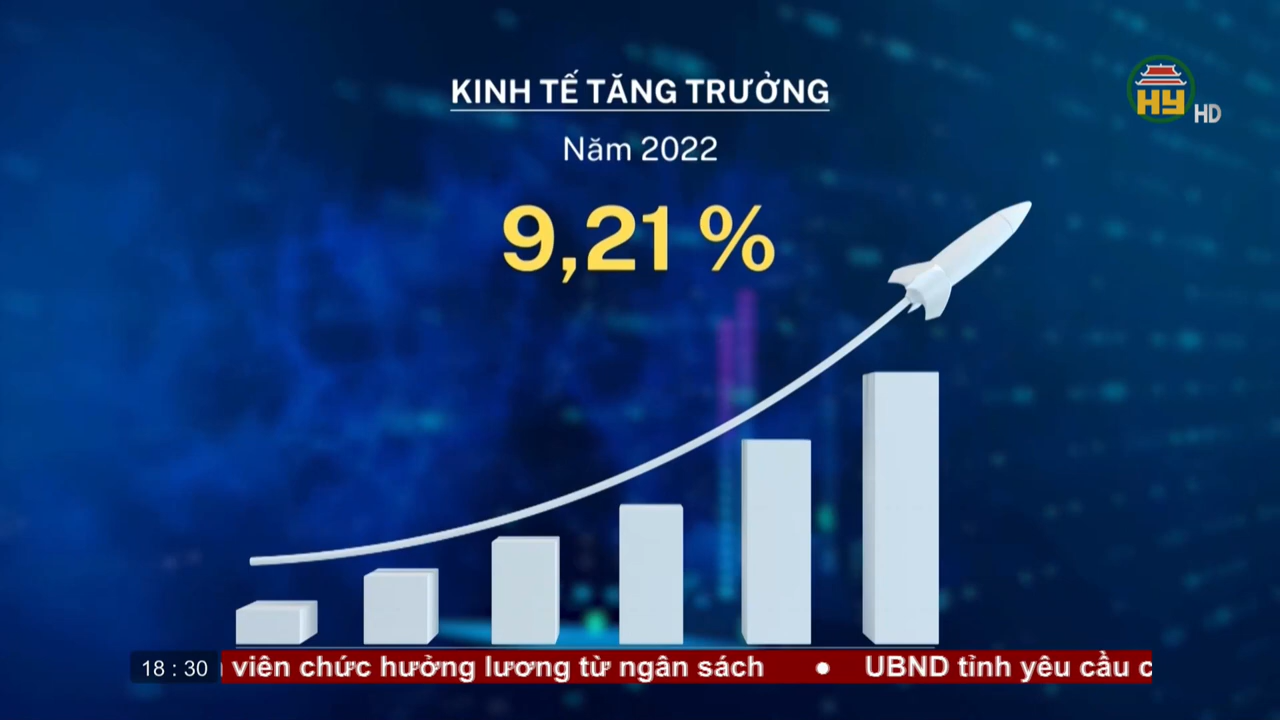 KINH TẾ TĂNG TRƯỞNG
Năm 2022
9,21 %
HY HD
18 : 30
viên chức hưởng lương từ ngân sách • UBND tỉnh yêu cầu